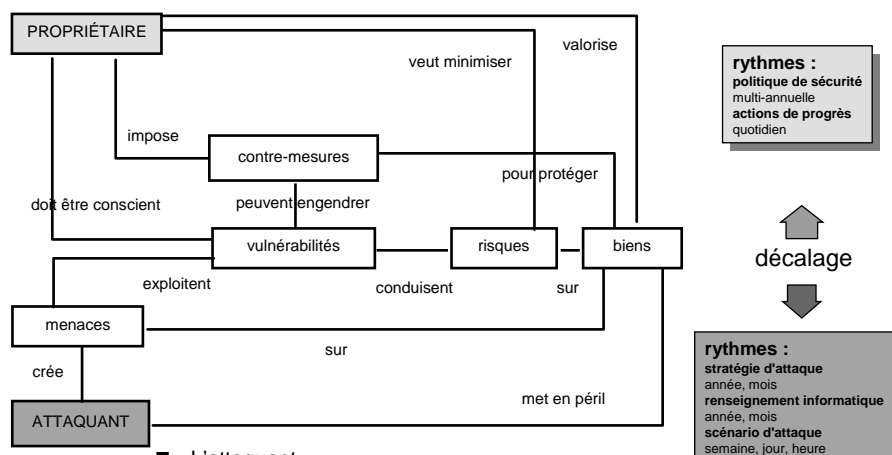 PROPRIÉTAIRE
valorise
veut minimiser
rythmes :
politique de sécurité
multi-annuelle
actions de progrès
quotidien
impose
contre-mesures
pour protéger
doit être conscient
peuvent engendrer
vulnérabilités
risques
biens
décalage
exploitent
conduisent
sur
menaces
sur
crée
rythmes :
stratégie d'attaque
année, mois
renseignement informatique
année, mois
scénario d'attaque
semaine, jour, heure
met en péril
ATTAQUANT
L'attaquant